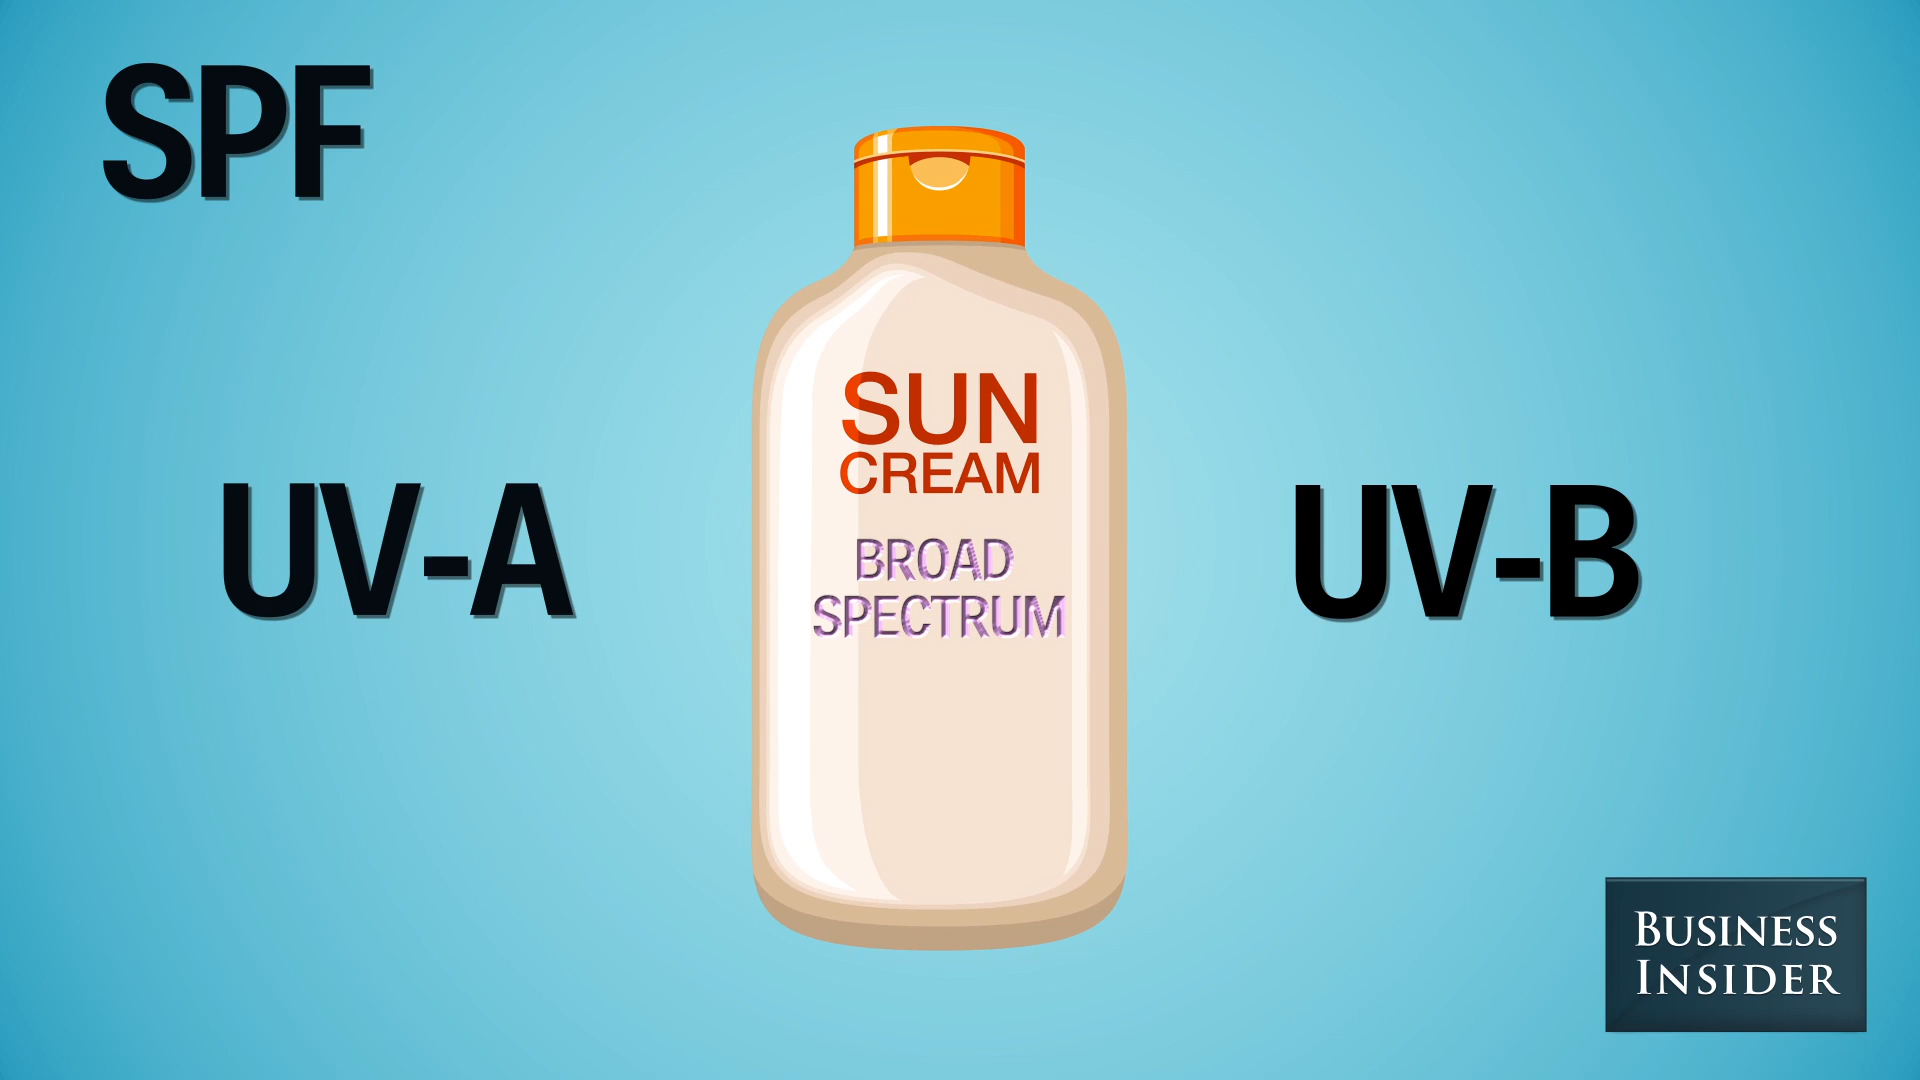 SPF
SUN
CREAM
BROAD
SPECTRUM
UV-A
UV-B
BUSINESS
INSIDER